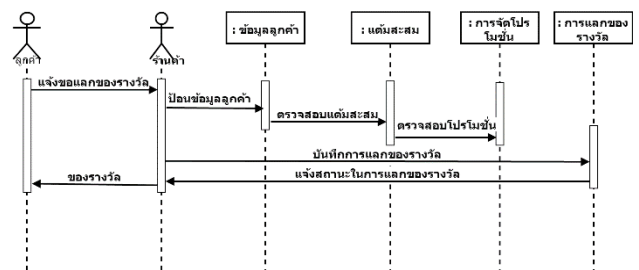 : ข้อมูลลูกค้า
: แต้มสะสม
: การจัดโปร
โมชั่น
: การแลกของ
รางวัล
ลูกค้า
ร้านค้า
แจ้งขอแลกของรางวัล
ป้อนข้อมูลลูกค้า
ตรวจสอบแต้มสะสม
ตรวจสอบโปรโมชั่น
บันทึกการแลกของรางวัล
แจ้งสถานะในการแลกของรางวัล
ของรางวัล